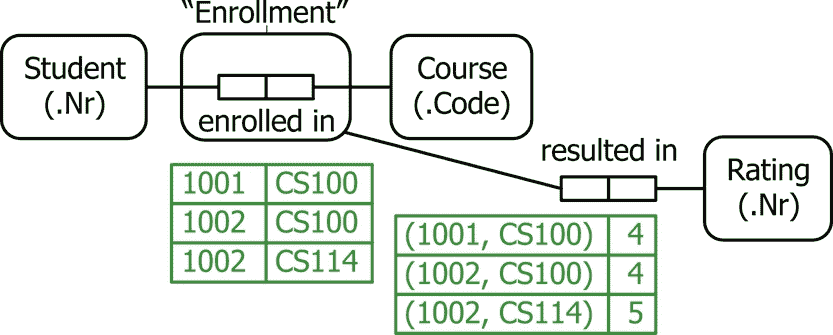 “Enrollment”
Student
(.Nr)
enrolled in
Course
(.Code)
resulted in
Rating
(.Nr)
1001 CS100
1002 CS100
1002 CS114
(1001, CS100) 4
(1002, CS100) 4
(1002, CS114) 5